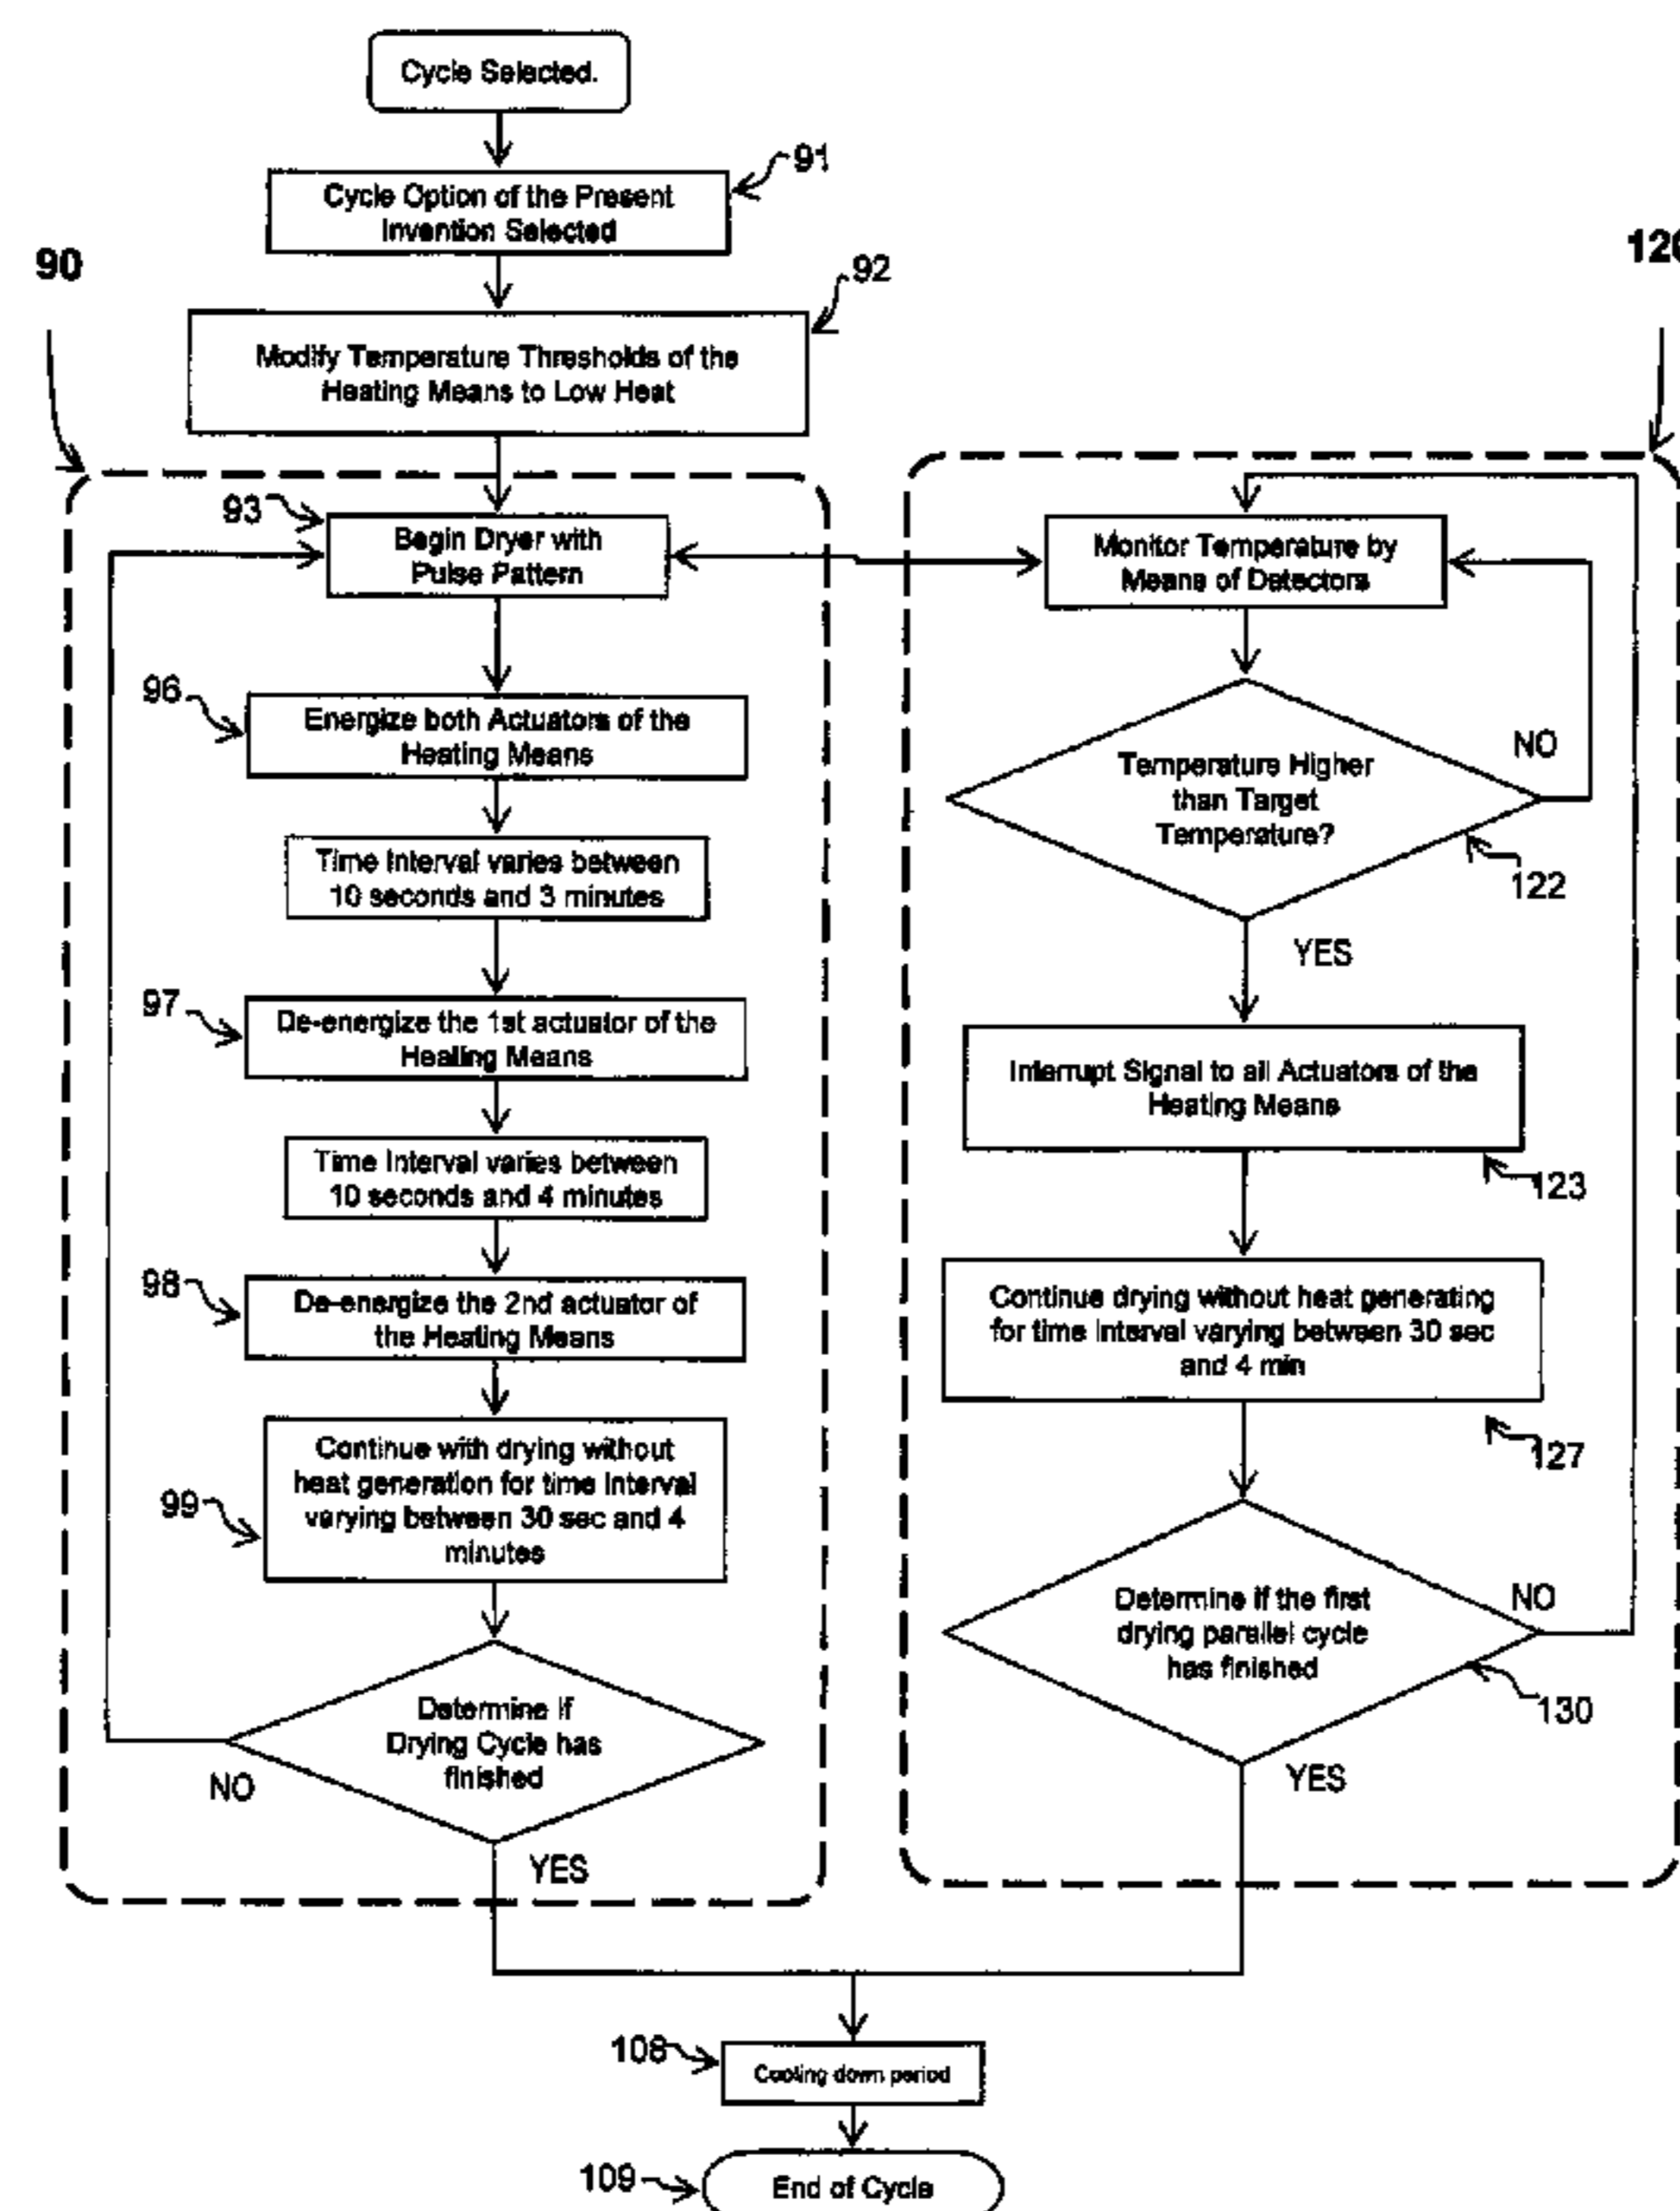 Cycle Selected.
91
Cycle Option of the Present
Invention Selected
90
92
Modify Temperature Thresholds of the
Heating Means to Low Heat
93
Begin Dryer with
Pulse Pattern
96
Energize both Actuators of the
Heating Means
Time Interval varies between
10 seconds and 3 minutes
97
De-energize the 1st actuator of the
Heating Means
Time Interval varies between
10 seconds and 4 minutes
98
De-energize the 2nd actuator of
the Heating Means
99
Continue with drying without
heat generation for time interval
varying between 30 sec and 4
minutes
Determine if
Drying Cycle has
finished
NO
YES
Monitor Temperature by
Means of Detectors
Temperature Higher
than Target
Temperature?
NO
122
YES
Interrupt Signal to all Actuators of the
Heating Means
123
Continue drying without heat generating
for time interval varying between 30 sec
and 4 min
127
Determine if the first
drying parallel cycle
has finished
NO
130
YES
108
Cooling down period
109
End of Cycle